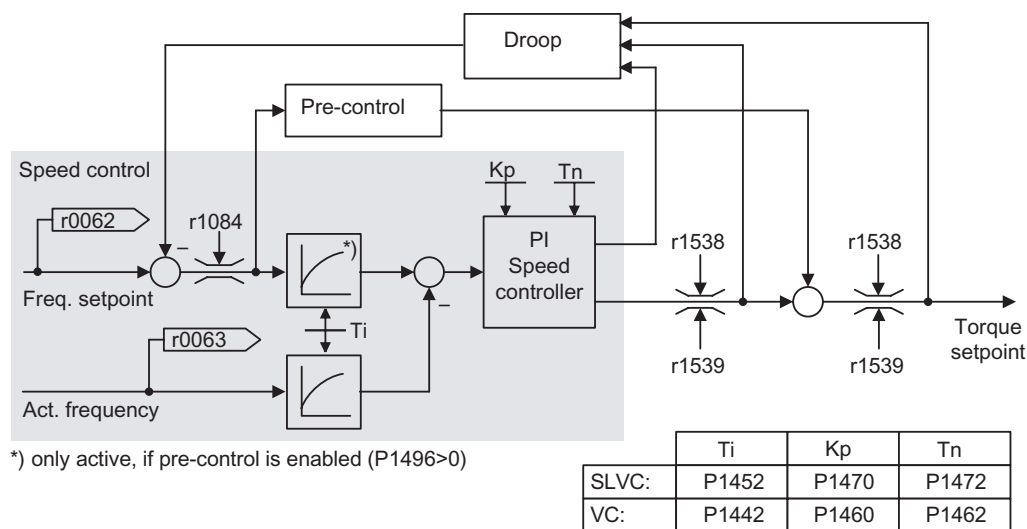 Droop
Pre-control
Speed control
Kp
Tn
r0062
r1084
*)
PI
Speed
controller
r1538
r1538
Freq. setpoint
Ti
r0063
r1539
r1539
Torque
setpoint
Act. frequency
*) only active, if pre-control is enabled (P1496>0)
Ti Kp Tn
SLVC: P1452 P1470 P1472
VC: P1442 P1460 P1462